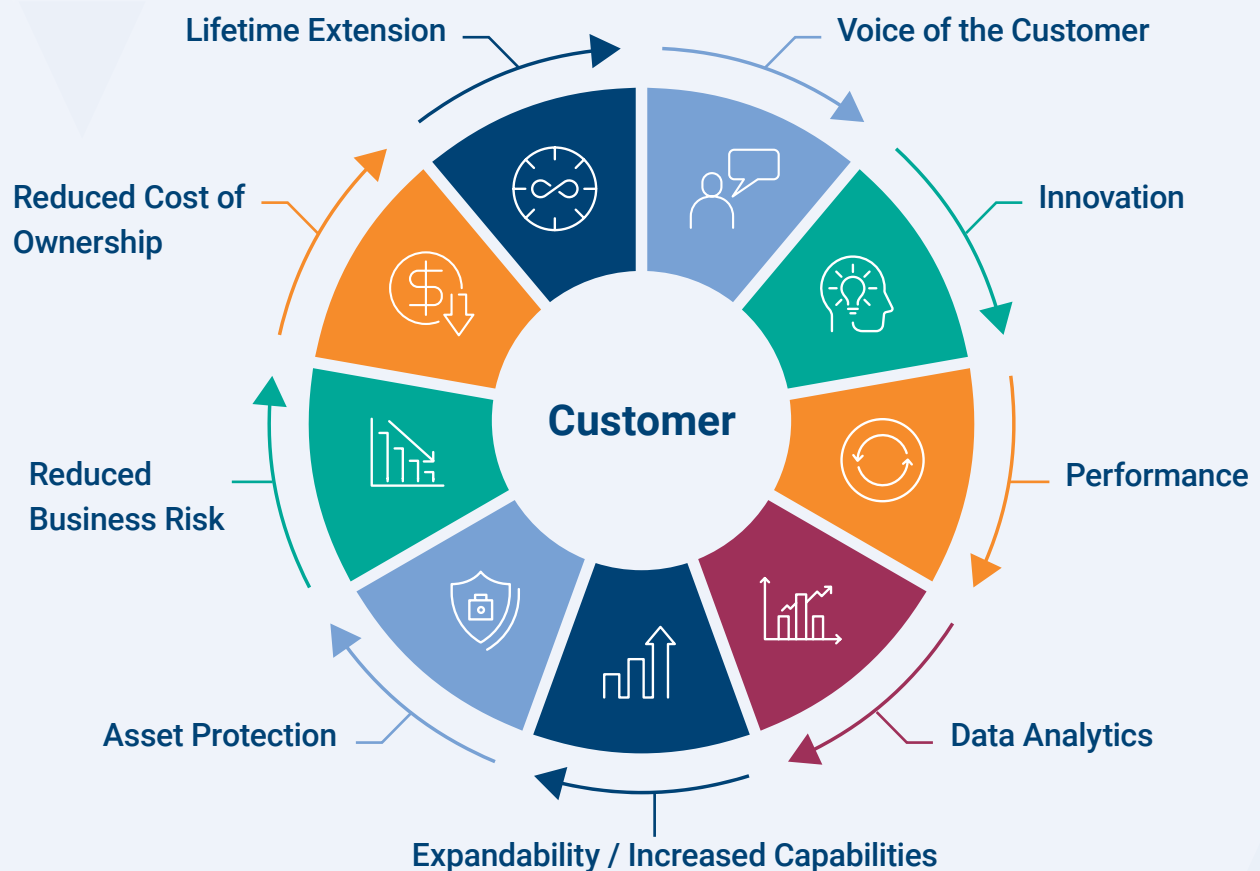 Lifetime Extension
Voice of the Customer
Reduced Cost of
Ownership
Innovation
Customer
Reduced
Business Risk
Performance
Asset Protection
Data Analytics
Expandability / Increased Capabilities